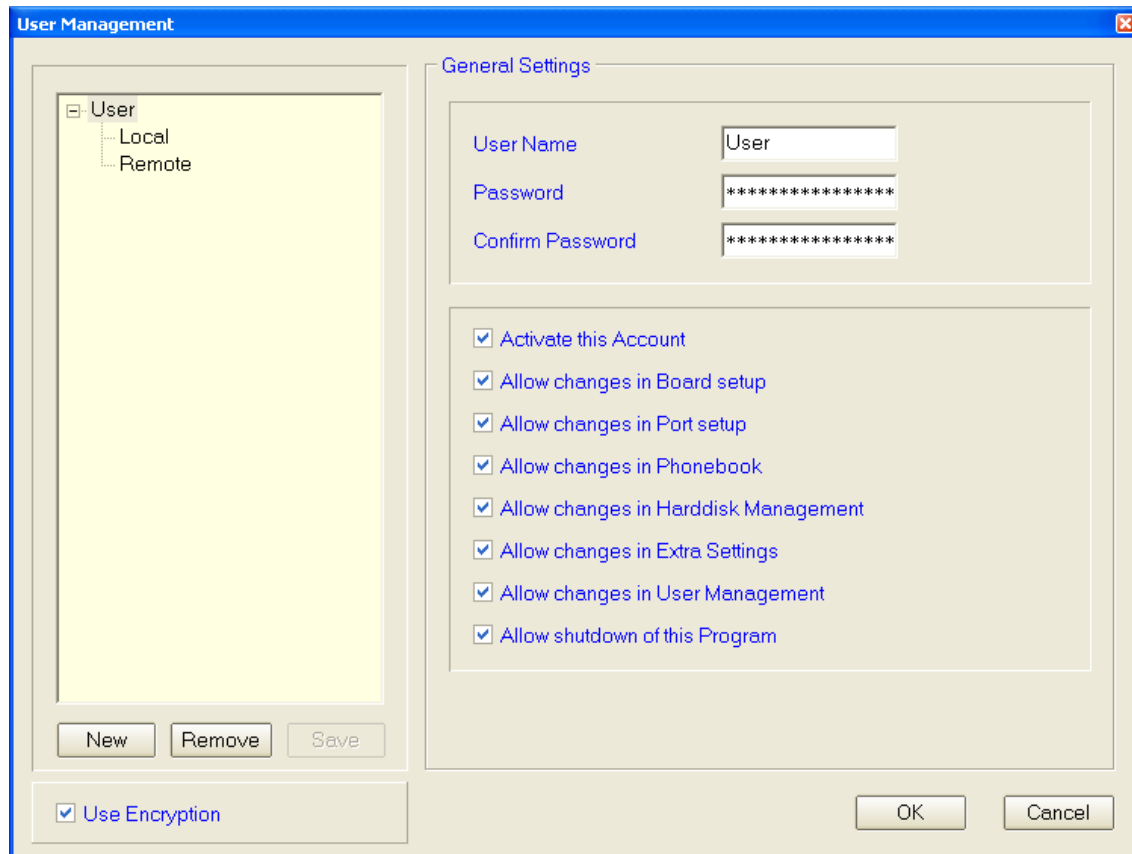 User Management
User
Local
Remote
New Remove Save
Use Encryption
General Settings
User Name User
Password ****************
Confirm Password ****************
Activate this Account
Allow changes in Board setup
Allow changes in Port setup
Allow changes in Phonebook
Allow changes in Harddisk Management
Allow changes in Extra Settings
Allow changes in User Management
Allow shutdown of this Program
OK Cancel